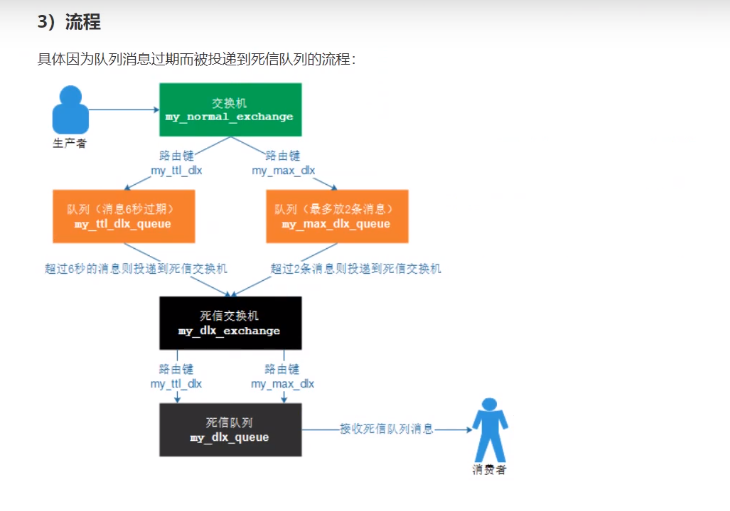 3）流程
具体因为队列消息过期而被投递到死信队列的流程：
交换机
my_normal_exchange
生产者
路由键
my_ttl_dlx
路由键
my_max_dlx
队列（消息6秒过期）
my_ttl_dlx_queue
队列（最多放2条消息）
my_max_dlx_queue
超过6秒的消息则投递到死信交换机
超过2条消息则投递到死信交换机
死信交换机
my_dlx_exchange
路由键
my_ttl_dlx
路由键
my_max_dlx
死信队列
my_dlx_queue
接收死信队列消息
消费者